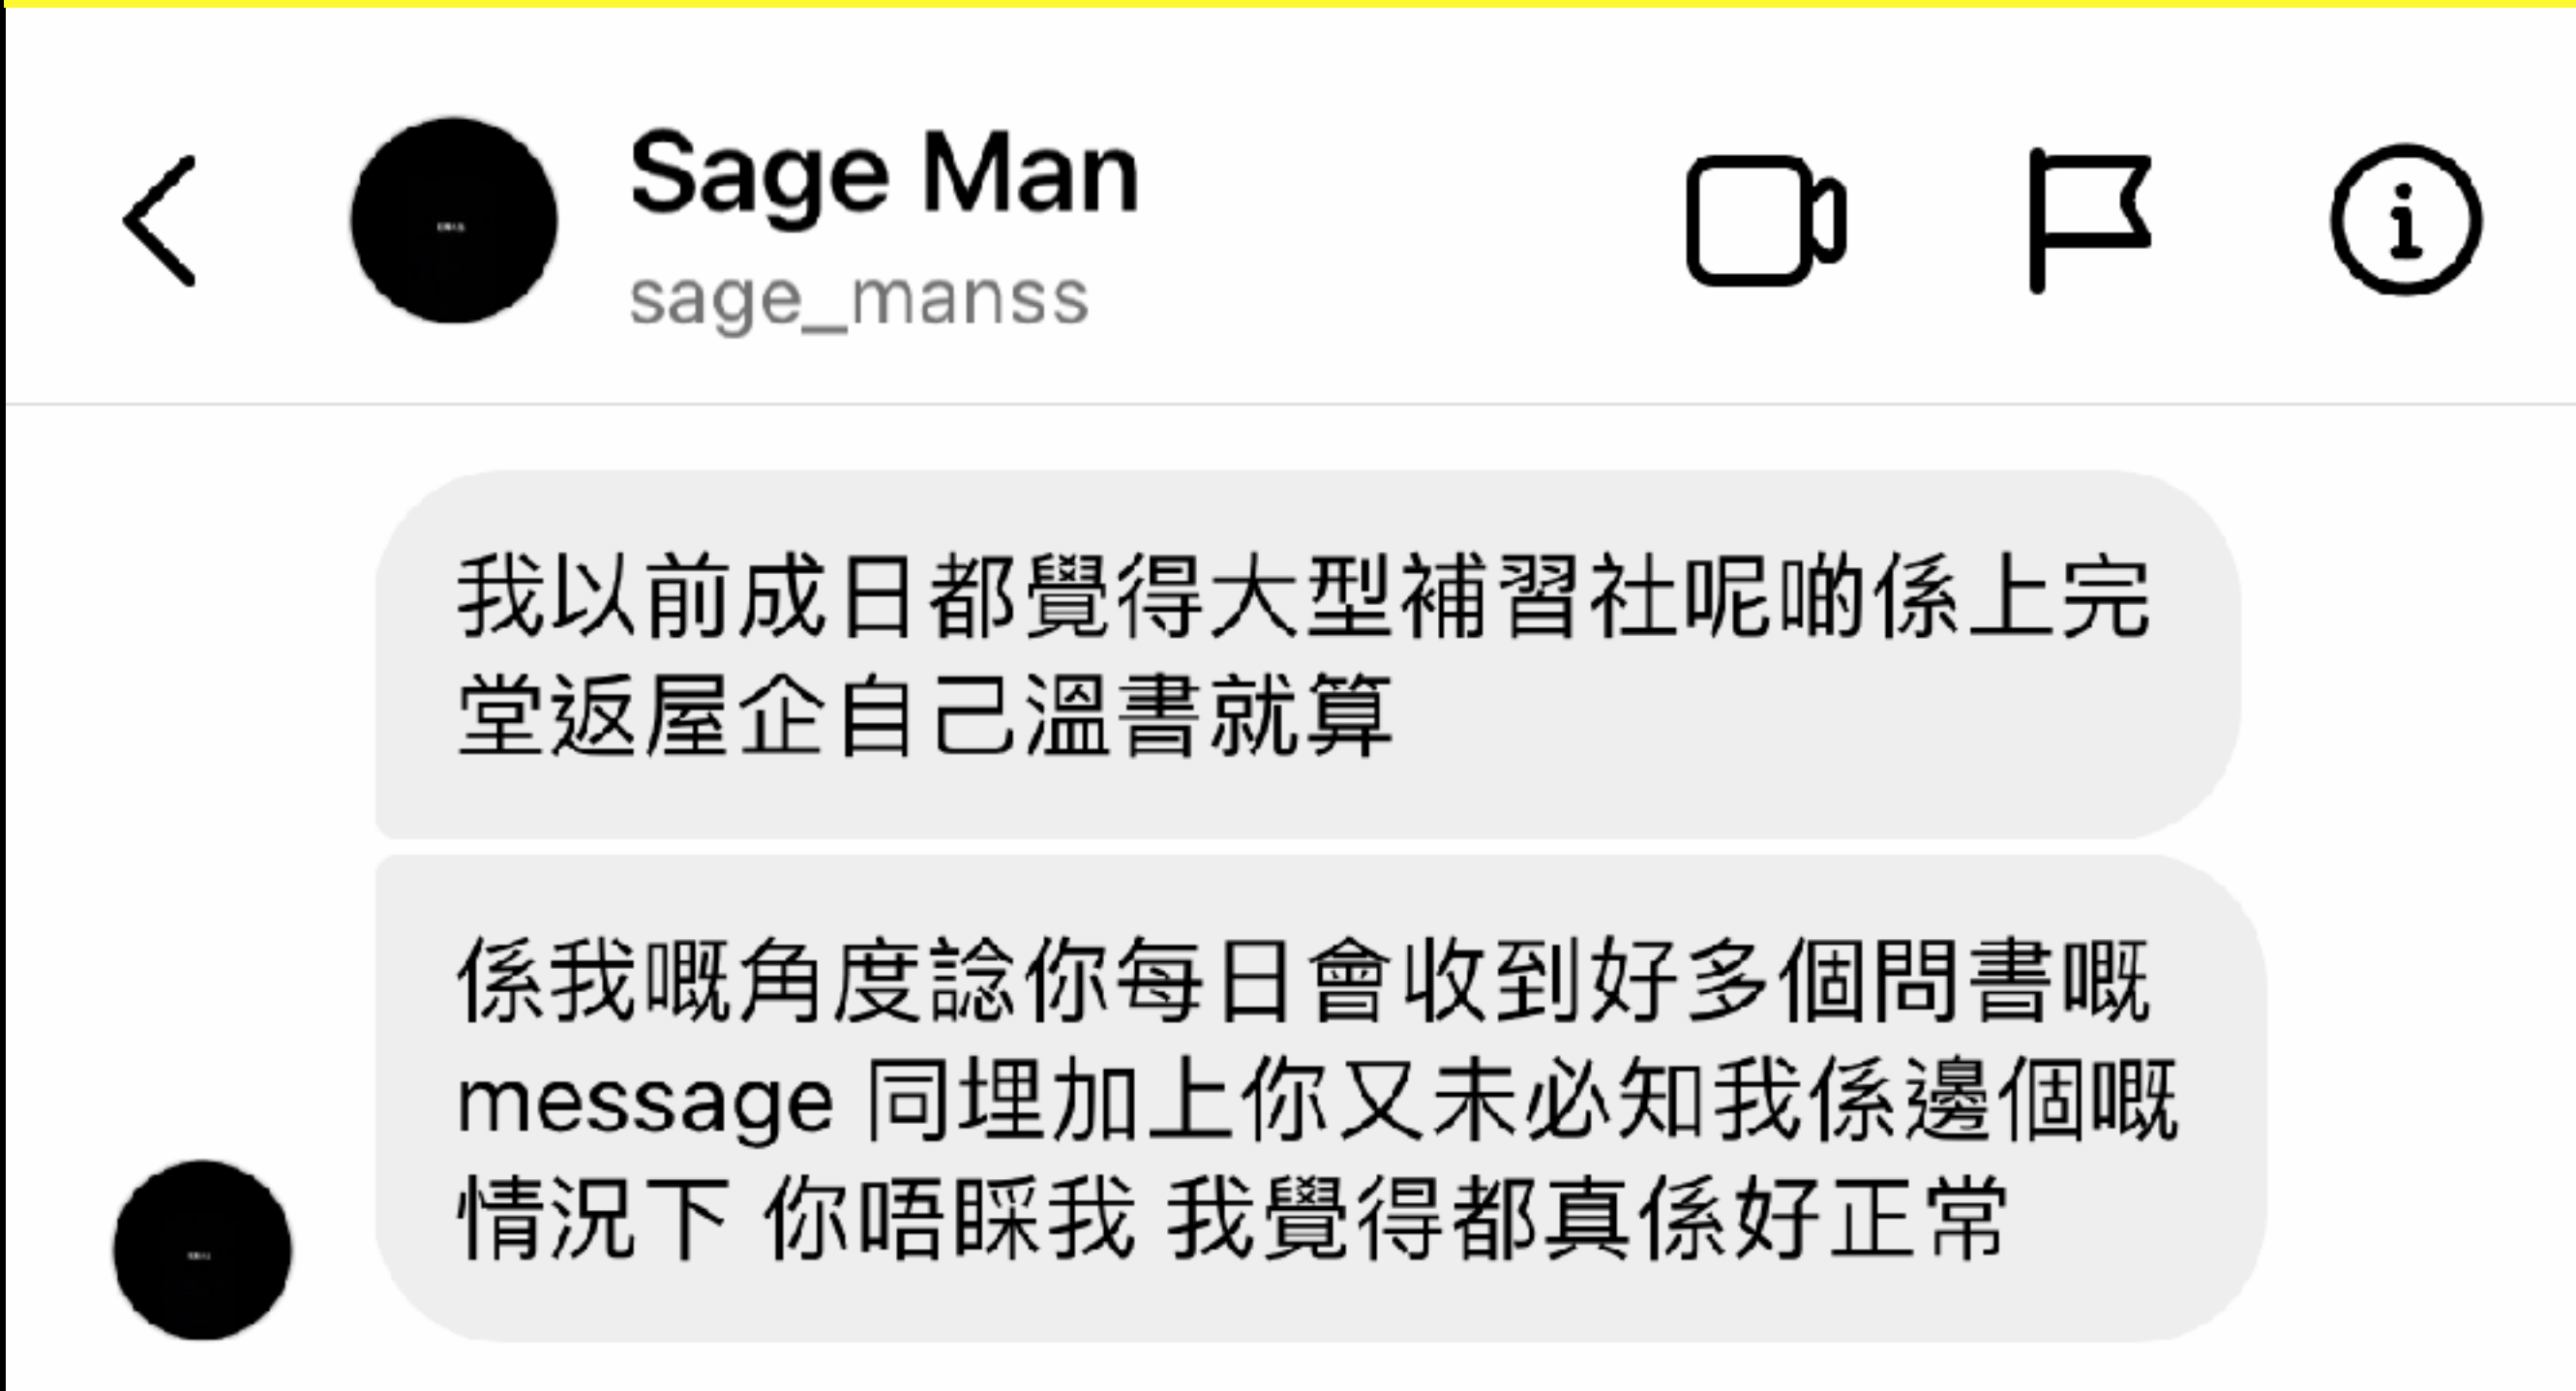 Sage Man
sage_manss
我以前成日都覺得大型補習社呢啲係上完
堂返屋企自己溫書就算
係我嘅角度諗你每日會收到好多個問書嘅
message 同埋加上你又未必知我係邊個嘅
情況下 你唔睬我 我覺得都真係好正常